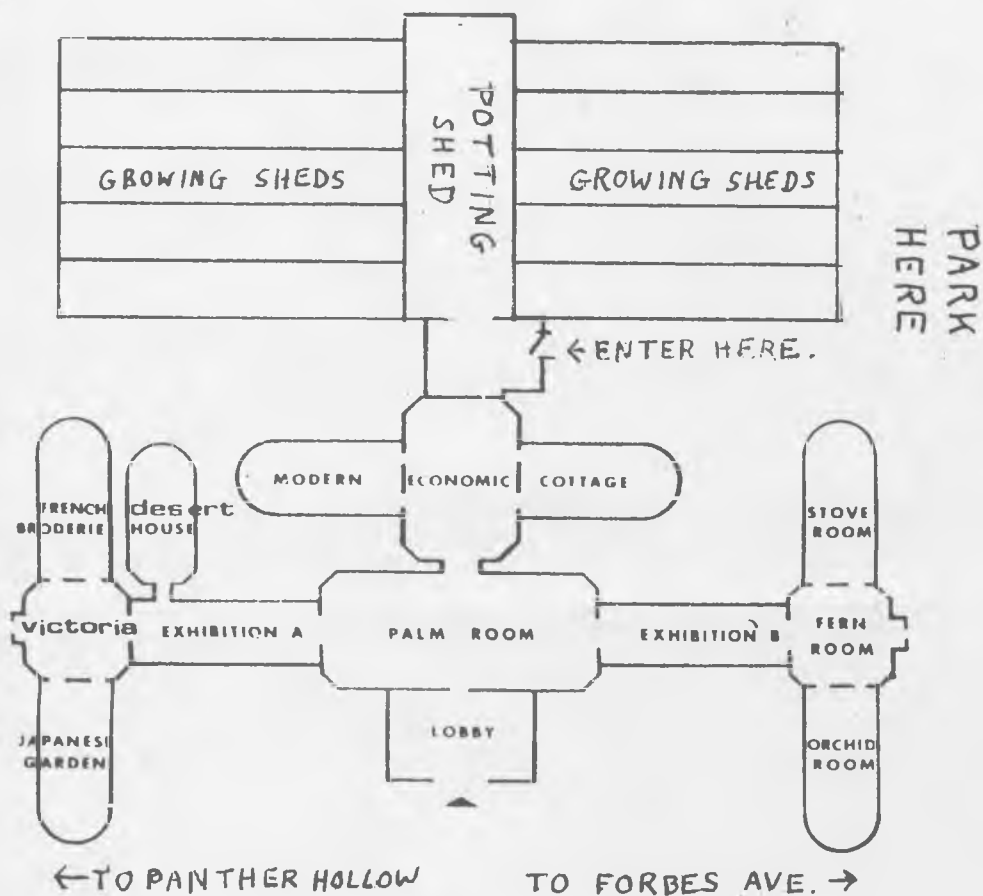 POTTING
SHED
GROWING SHEDS
GROWING SHEDS
PARK
HERE
← ENTER HERE.
MODERN
ECONOMIC
COTTAGE
FRENCH
BRODERIE
desert
HOUSE
STOVE
ROOM
victoria
EXHIBITION A
PALM ROOM
EXHIBITION B
FERN
ROOM
LOBBY
JAPANESE
GARDEN
ORCHID
ROOM
← TO PANTHER HOLLOW
TO FORBES AVE. →